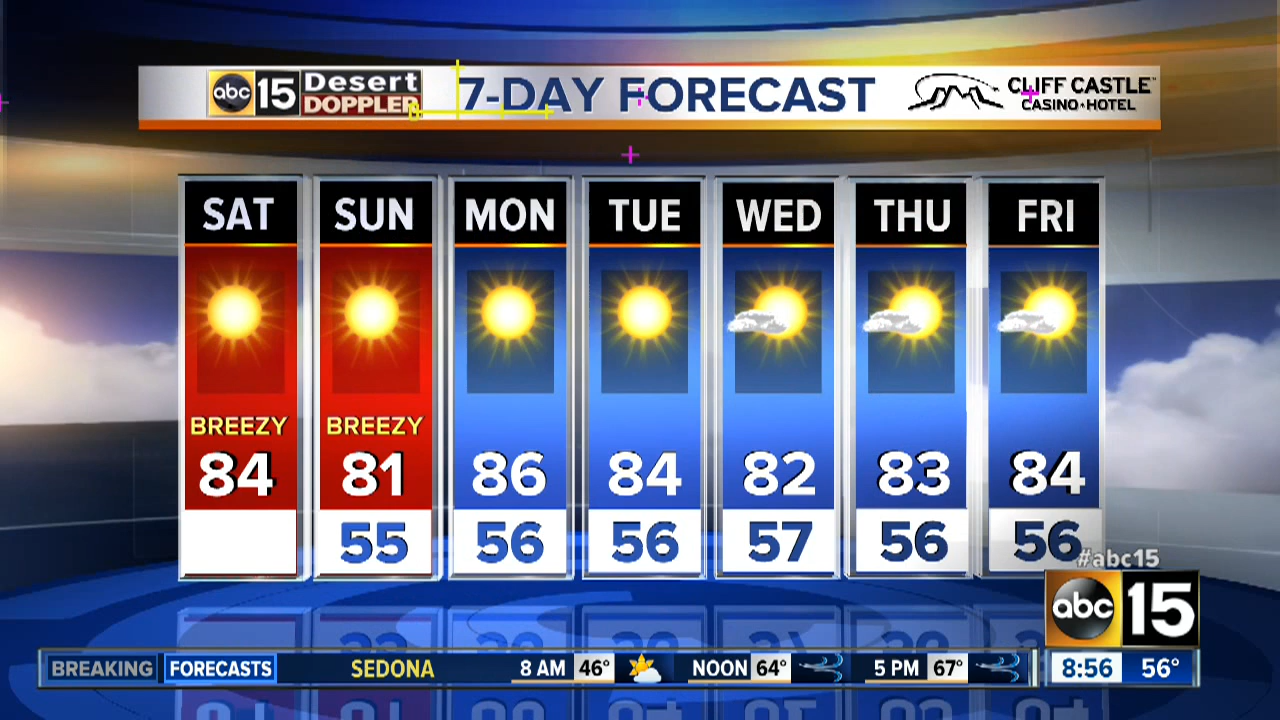 abc 15 Desert DOPPLER 7-DAY FORECAST CLIFF CASTLE CASINO•HOTEL
SAT SUN MON TUE WED THU FRI
BREEZY BREEZY
84 81 86 84 82 83 84
55 56 56 57 56 56
#abc15
abc 15
BREAKING FORECASTS SEDONA 8 AM 46° NOON 64° 5 PM 67° 8:56 56°